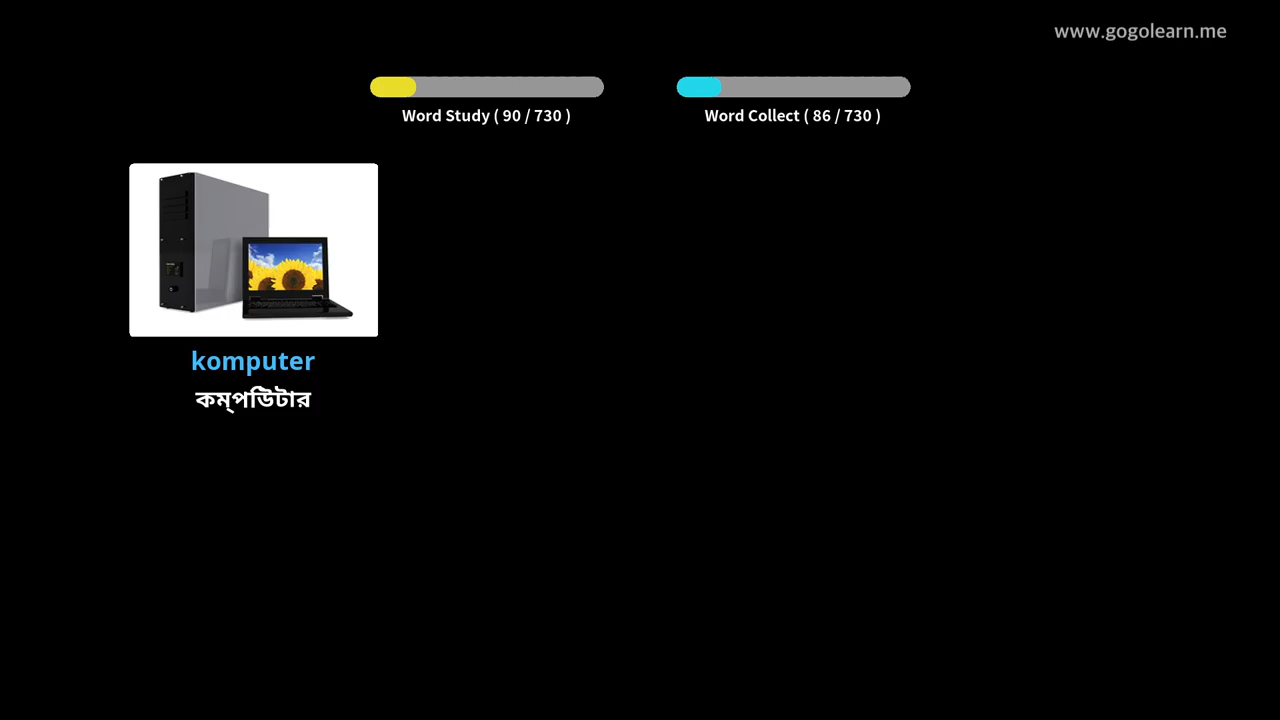 www.gogolearn.me
Word Study ( 90 / 730 )
Word Collect ( 86 / 730 )
komputer
কম্পিউটার